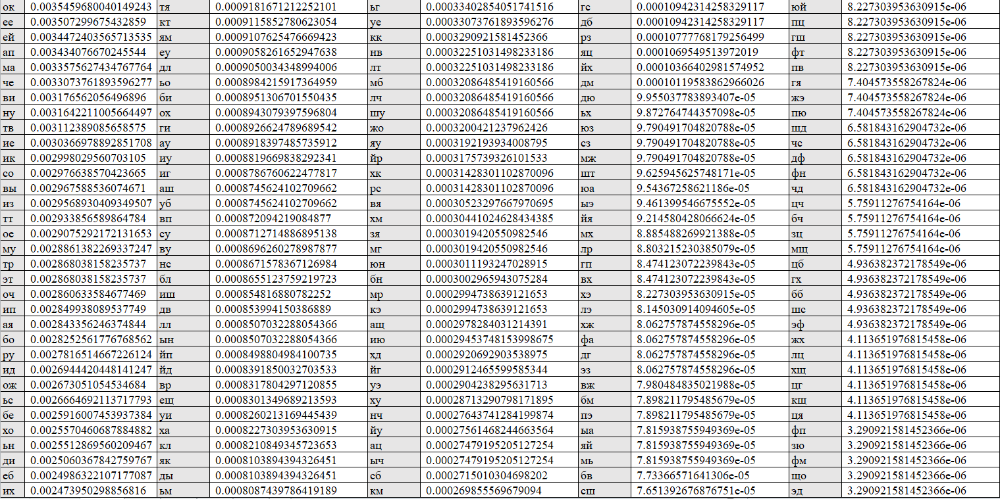 ок 0.0035459680040149243 тя 0.0009181671212252101 ьг 0.00033402854051741516 гс 0.00010942314258329117 юй 8.227303953630915e-06
ее 0.003507299675432859 кт 0.0009115852780623054 уе 0.00033073761893596276 дб 0.00010942314258329117 пц 8.227303953630915e-06
ей 0.0034472403565713535 ям 0.0009107625476669423 кк 0.0003290921581452366 рз 0.00010777768179256499 гш 8.227303953630915e-06
ап 0.003434076670245544 еу 0.0009058261652947638 нв 0.00032251031498233186 яц 0.0001069549513972019 фт 8.227303953630915e-06
ма 0.0033575627434767764 дл 0.0009050034348994006 лт 0.00032251031498233186 йх 0.00010366402981574952 пв 8.227303953630915e-06
че 0.0033073761893596277 ьо 0.0008984215917364959 мб 0.00032086485419160566 дм 0.00010119583862966026 гя 7.404573558267824e-06
ви 0.003176562056496896 би 0.0008951306701550435 лч 0.00032086485419160566 дю 9.955037783893407e-05 жэ 7.404573558267824e-06
ну 0.0031642211005664497 ох 0.0008943079397596804 шу 0.00032086485419160566 ьх 9.872764744357098e-05 пю 7.404573558267824e-06
тв 0.003112389085658575 ги 0.0008926624789689542 жо 0.0003200421237962426 юз 9.790491704820788e-05 шд 6.581843162904732e-06
ие 0.0030366978892851708 ау 0.0008918397485735912 яу 0.0003192193934008795 сз 9.790491704820788e-05 чс 6.581843162904732e-06
ик 0.002998029560703105 иу 0.0008819669838292341 йр 0.0003175739326101533 мж 9.790491704820788e-05 дф 6.581843162904732e-06
со 0.002976638570423665 иг 0.0008786760622477817 хк 0.00031428301102870096 шт 9.625945625748171e-05 фн 6.581843162904732e-06
вы 0.002967588536074671 аш 0.0008745624102709662 рс 0.00031428301102870096 юа 9.54367258621186e-05 чд 6.581843162904732e-06
из 0.0029568930409349507 уб 0.0008745624102709662 вя 0.00030523297667970695 ыэ 9.461399546675552e-05 цч 5.75911276754164e-06
тт 0.002933856589864784 вп 0.000872094219084877 хм 0.00030441024628434385 йя 9.214580428066624e-05 бч 5.75911276754164e-06
ое 0.0029075292172131653 су 0.0008712714886895138 зя 0.0003019420550982546 мх 8.885488269921388e-05 зц 5.75911276754164e-06
му 0.0028861382269337247 ву 0.0008696260278987877 мг 0.0003019420550982546 лр 8.803215230385079e-05 мщ 5.75911276754164e-06
тр 0.002868038158235737 нс 0.0008671578367126984 юн 0.0003011193247028915 гп 8.474123072239843e-05 цб 4.936382372178549e-06
эт 0.002868038158235737 бл 0.0008655123759219723 бн 0.0003002965943075284 вх 8.474123072239843e-05 гх 4.936382372178549e-06
оч 0.002860633584677469 иш 0.000854816880782252 мр 0.0002994738639121653 хэ 8.227303953630915e-05 бб 4.936382372178549e-06
ип 0.002849938089537749 дв 0.000853994150386889 кэ 0.0002994738639121653 лэ 8.145030914094605e-05 шс 4.936382372178549e-06
ая 0.002843356246374844 лл 0.0008507032288054366 ащ 0.0002978284031214391 хж 8.062757874558296e-05 эф 4.936382372178549e-06
бо 0.0028252561776768562 ын 0.0008507032288054366 ию 0.00029453748153998675 фа 8.062757874558296e-05 жх 4.113651976815458e-06
ру 0.0027816514667226124 йп 0.0008498804984100735 хд 0.0002920692903538975 дг 8.062757874558296e-05 лц 4.113651976815458e-06
ид 0.0026944420448141247 йд 0.0008391850032703533 йг 0.0002912465599585344 эз 8.062757874558296e-05 хщ 4.113651976815458e-06
ож 0.002673051054534684 вр 0.0008317804297120855 уэ 0.0002904238295631713 вж 7.980484835021988e-05 цг 4.113651976815458e-06
ьс 0.0026664692113717793 ещ 0.0008301349689213593 ху 0.00028713290798171895 бм 7.898211795485679e-05 кщ 4.113651976815458e-06
бе 0.0025916007453937384 уи 0.0008260213169445439 нч 0.00027643741284199874 пэ 7.898211795485679e-05 ця 4.113651976815458e-06
хо 0.0025570460687884882 ха 0.0008227303953630915 йу 0.00027561468244663564 ыа 7.815938755949369e-05 фп 3.290921581452366e-06
ьн 0.0025512869560209467 кл 0.0008210849345723653 ац 0.00027479195205127254 яй 7.815938755949369e-05 зю 3.290921581452366e-06
ди 0.0025060367842759767 як 0.0008103894394326451 ыч 0.00027479195205127254 мь 7.815938755949369e-05 фм 3.290921581452366e-06
еб 0.0024986322107177087 ды 0.0008103894394326451 сб 0.0002715010304698202 бв 7.73366571641306e-05 що 3.290921581452366e-06
их 0.002473950298856816 ьм 0.0008087439786419189 км 0.000269855569679094 сш 7.651392676876751e-05 эд 3.290921581452366e-06